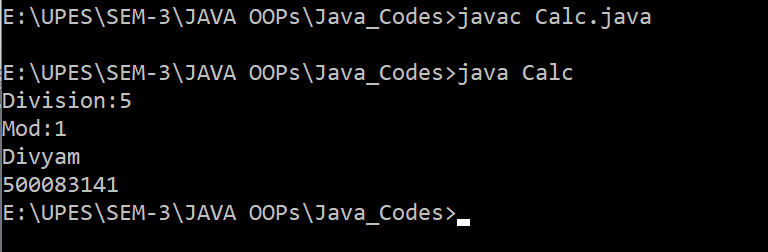 E:\UPES\SEM-3\JAVA OOPs\Java_Codes>javac Calc.java
E:\UPES\SEM-3\JAVA OOPs\Java_Codes>java Calc
Division:5
Mod:1
Divyam
500083141
E:\UPES\SEM-3\JAVA OOPs\Java_Codes>